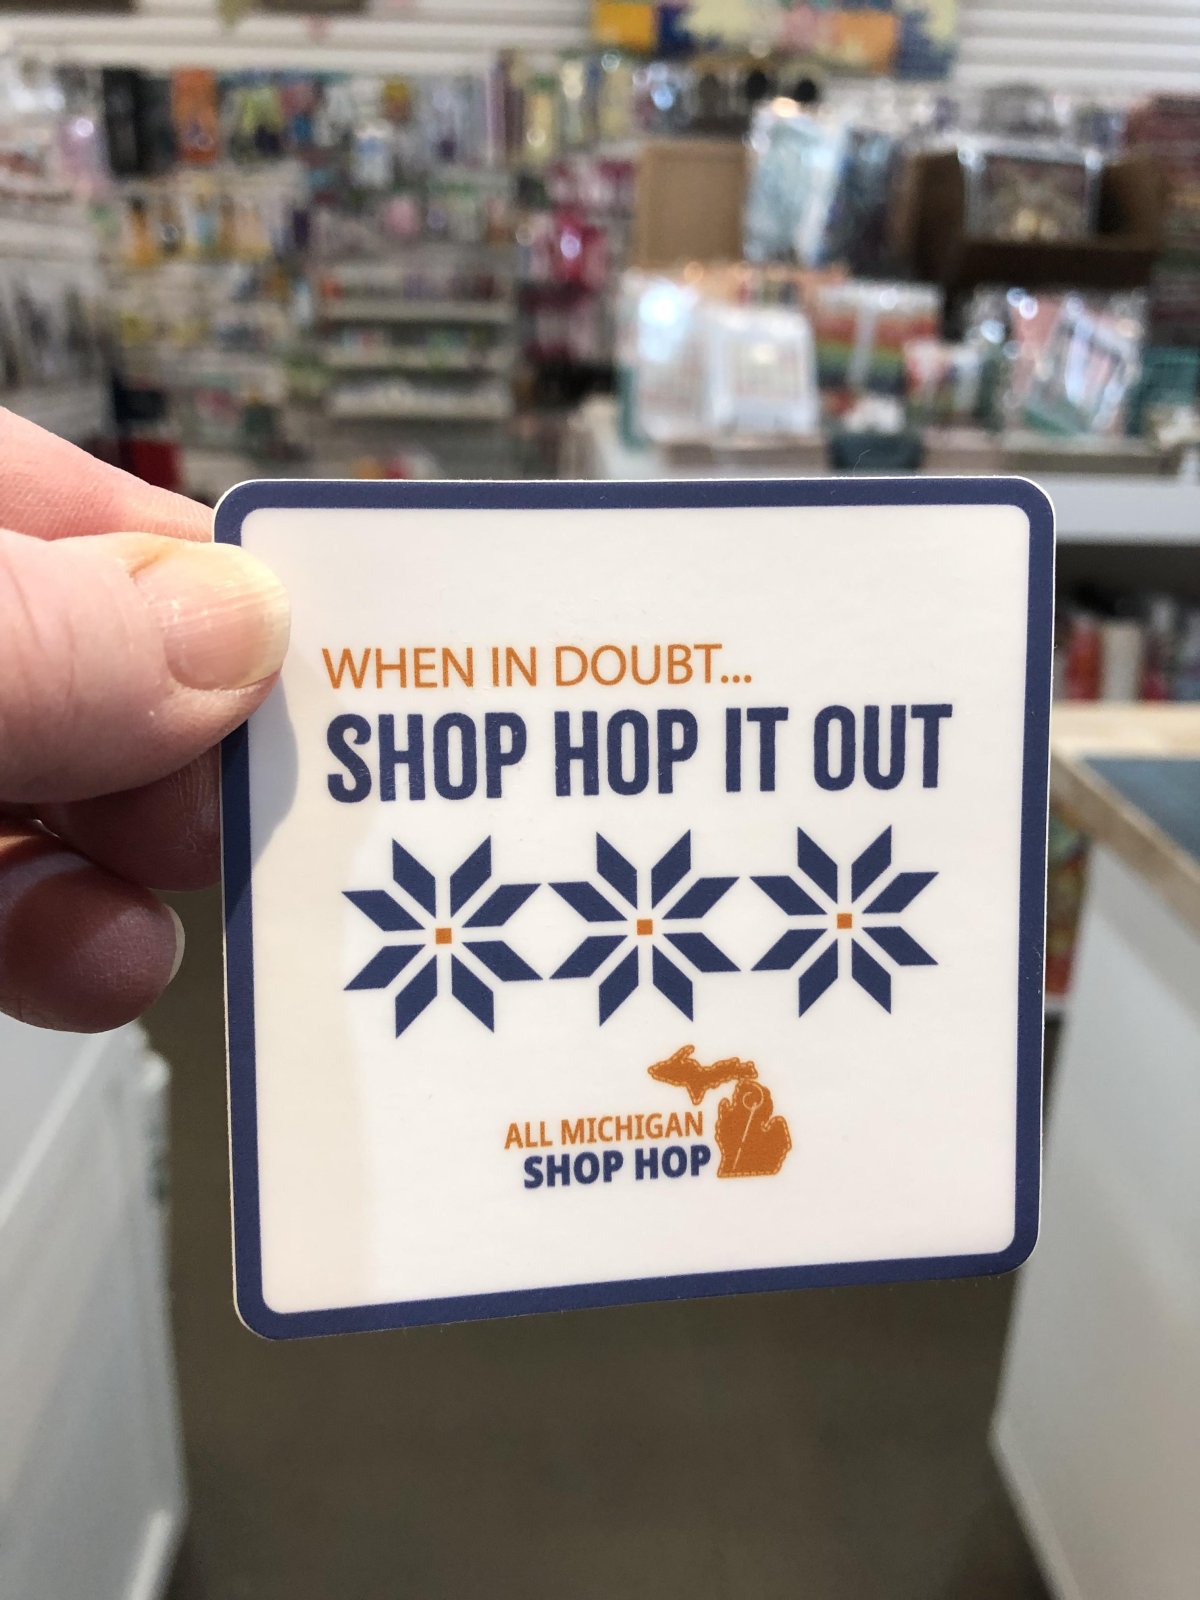 WHEN IN DOUBT...
SHOP HOP IT OUT
ALL MICHIGAN
SHOP HOP